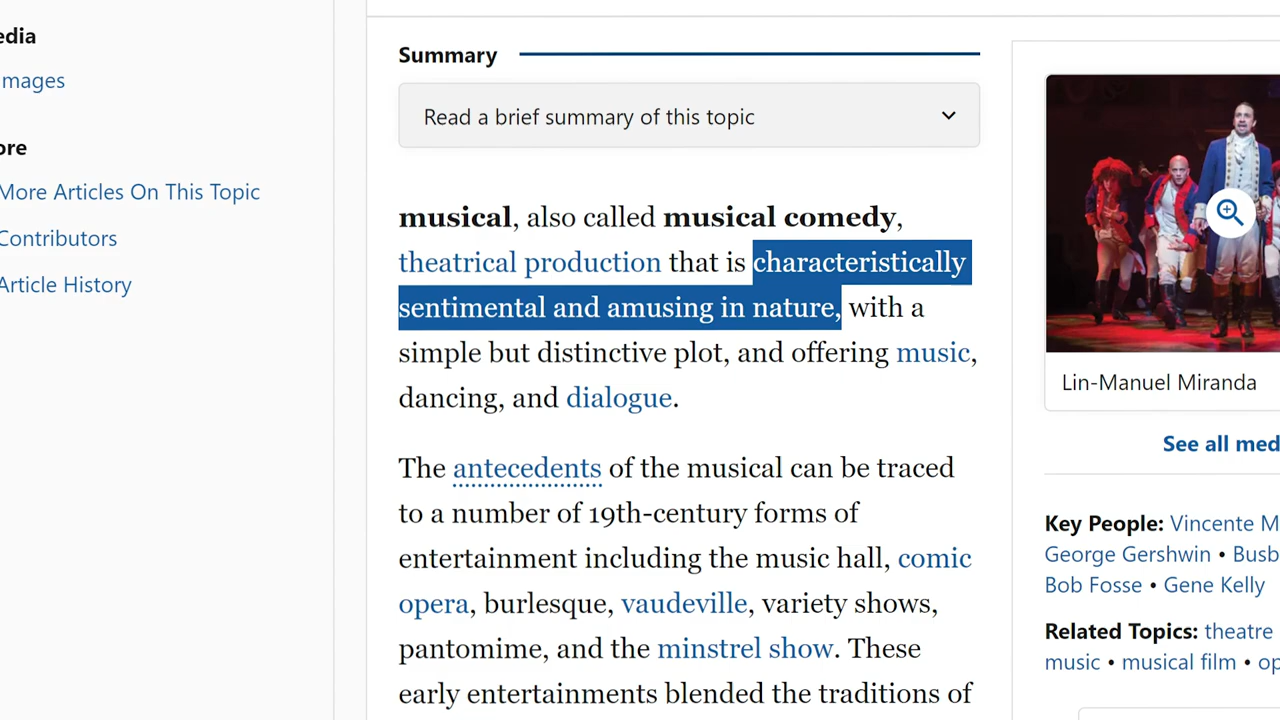 edia
mages
ore
More Articles On This Topic
Contributors
Article History
Summary
Read a brief summary of this topic
musical, also called musical comedy,
theatrical production that is characteristically
sentimental and amusing in nature, with a
simple but distinctive plot, and offering music,
dancing, and dialogue.
The antecedents of the musical can be traced
to a number of 19th-century forms of
entertainment including the music hall, comic
opera, burlesque, vaudeville, variety shows,
pantomime, and the minstrel show. These
early entertainments blended the traditions of
Lin-Manuel Miranda
See all med
Key People: Vincente M
George Gershwin • Busb
Bob Fosse • Gene Kelly
Related Topics: theatre
music • musical film • op